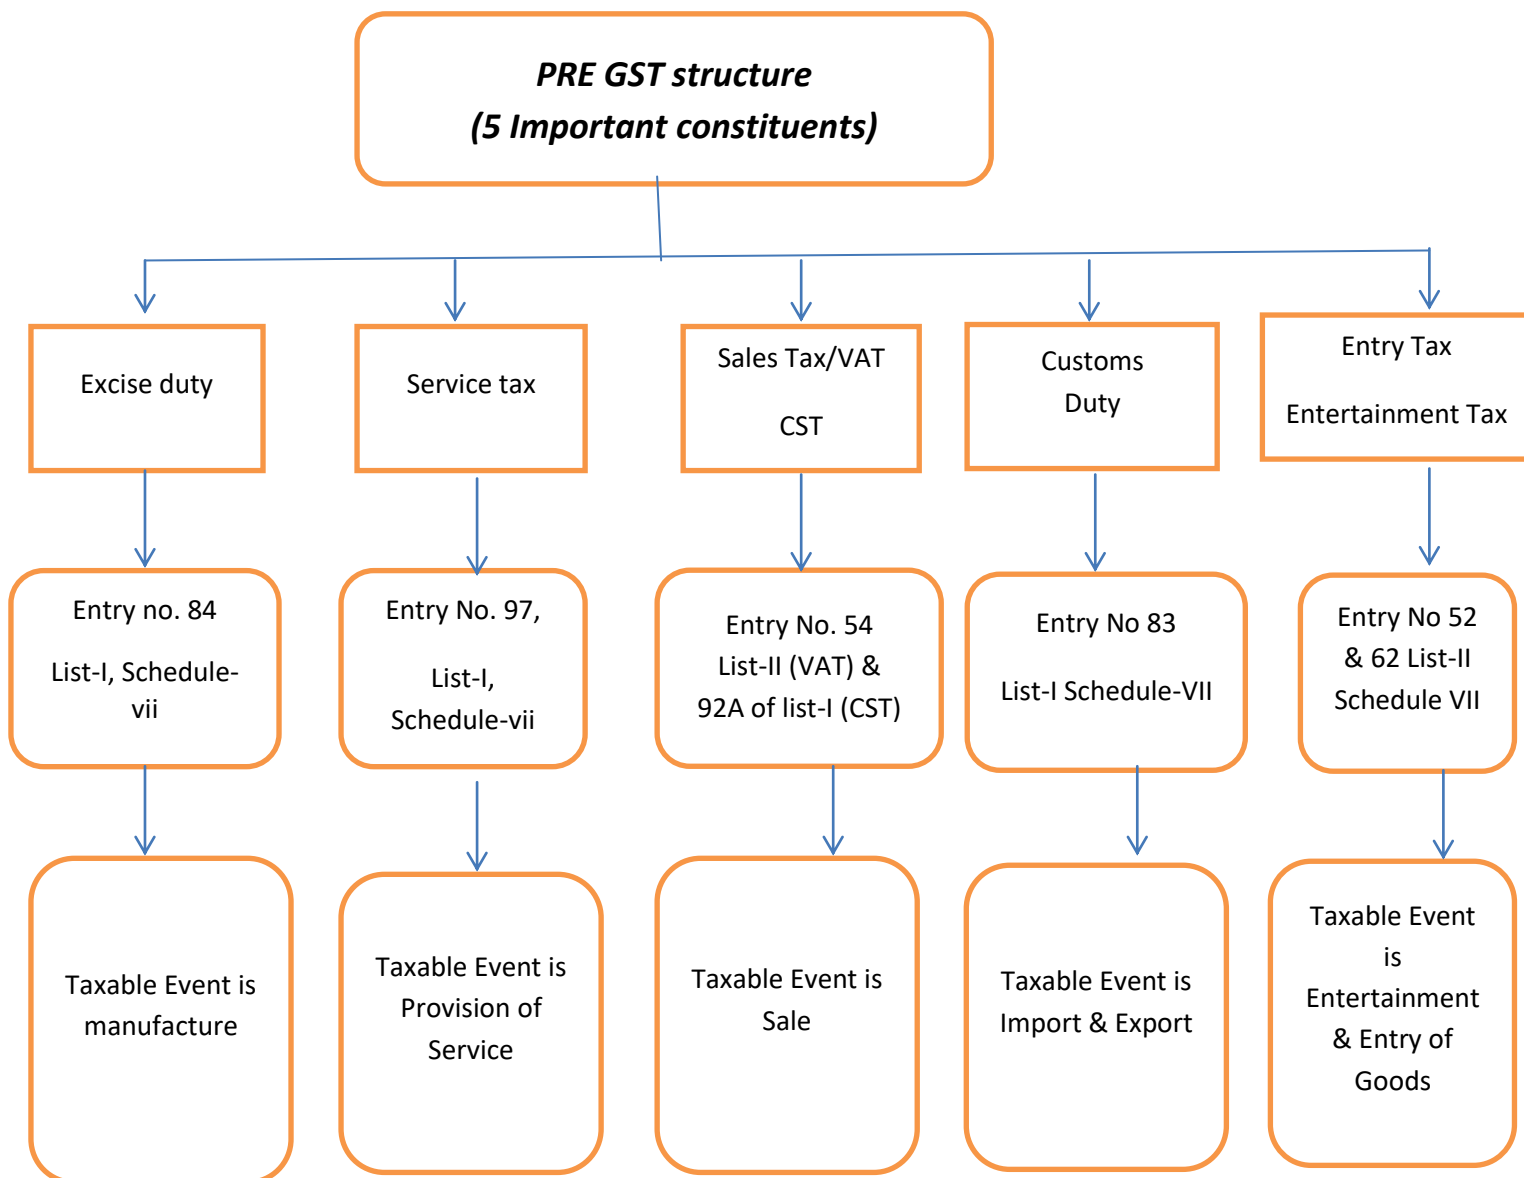 PRE GST structure
(5 Important constituents)
Excise duty
Service tax
Sales Tax/VAT
CST
Customs
Duty
Entry Tax
Entertainment Tax
Entry no. 84
List-I, Schedule-
vii
Entry No. 97,
List-I,
Schedule-vii
Entry No. 54
List-II (VAT) &
92A of list-I (CST)
Entry No 83
List-I Schedule-VII
Entry No 52
& 62 List-II
Schedule VII
Taxable Event is
manufacture
Taxable Event is
Provision of
Service
Taxable Event is
Sale
Taxable Event is
Import & Export
Taxable Event
is
Entertainment
& Entry of
Goods